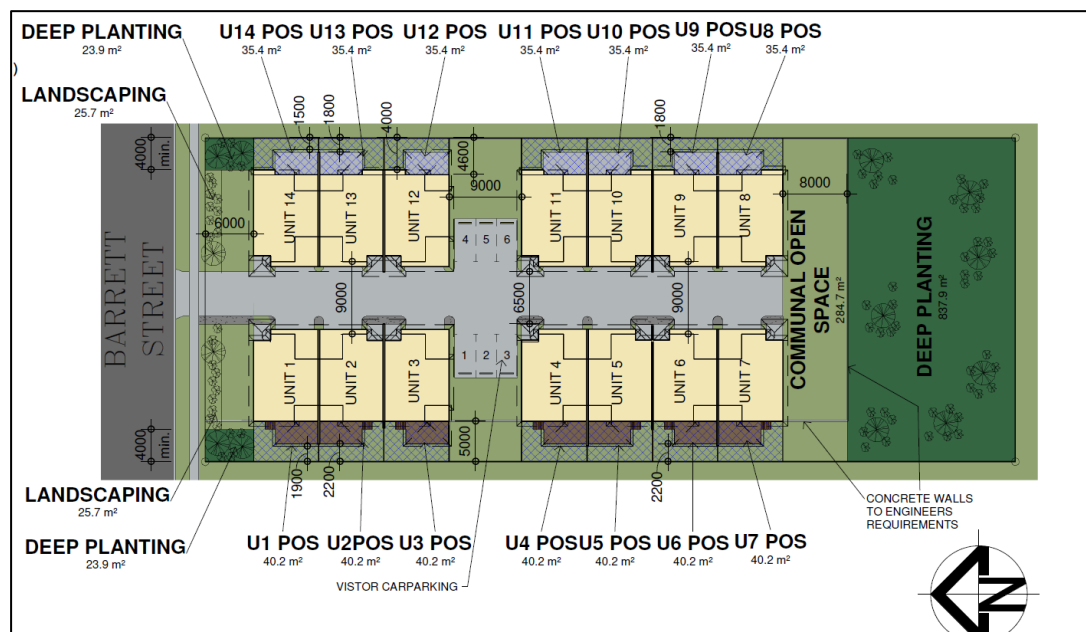 DEEP PLANTING
23.9 m²
U14 POS
35.4 m²
U13 POS
35.4 m²
U12 POS
35.4 m²
U11 POS
35.4 m²
U10 POS
35.4 m²
U9 POS
35.4 m²
U8 POS
35.4 m²
)
LANDSCAPING
25.7 m²
1500
1800
4000
4600
1800
4000
min.
9000
8000
6000
UNIT 14
UNIT 13
UNIT 12
UNIT 11
UNIT 10
UNIT 9
UNIT 8
4 5 6
BARRETT
STREET
9000
6500
9000
COMMUNAL OPEN
SPACE
284.7 m²
DEEP PLANTING
837.9 m²
1 2 3
UNIT 1
UNIT 2
UNIT 3
UNIT 4
UNIT 5
UNIT 6
UNIT 7
4000
min.
5000
1900
2200
2200
LANDSCAPING
25.7 m²
DEEP PLANTING
23.9 m²
CONCRETE WALLS
TO ENGINEERS
REQUIREMENTS
U1 POS
40.2 m²
U2POS
40.2 m²
U3 POS
40.2 m²
U4 POS
40.2 m²
U5 POS
40.2 m²
U6 POS
40.2 m²
U7 POS
40.2 m²
VISTOR CARPARKING
N